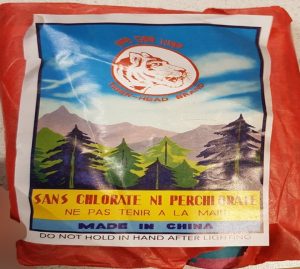 TIGER-HEAD BRAND
SANS CHLORATE NI PERCHLORATE
NE PAS TENIR A LA MAIN
MADE IN CHINA
DO NOT HOLD IN HAND AFTER LIGHTING